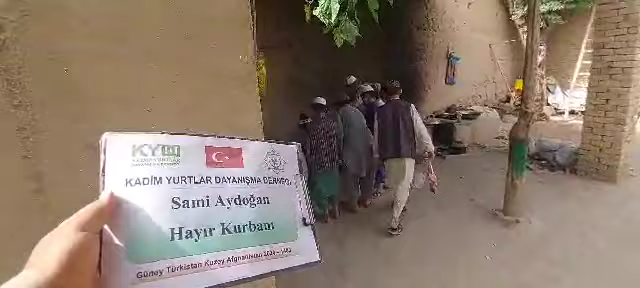 KY
KADİM YURTLAR DAYANIŞMA DERNEĞİ
Sami Aydoğan
Hayır Kurbanı
Güney Türkistan Kuzey Afganistan